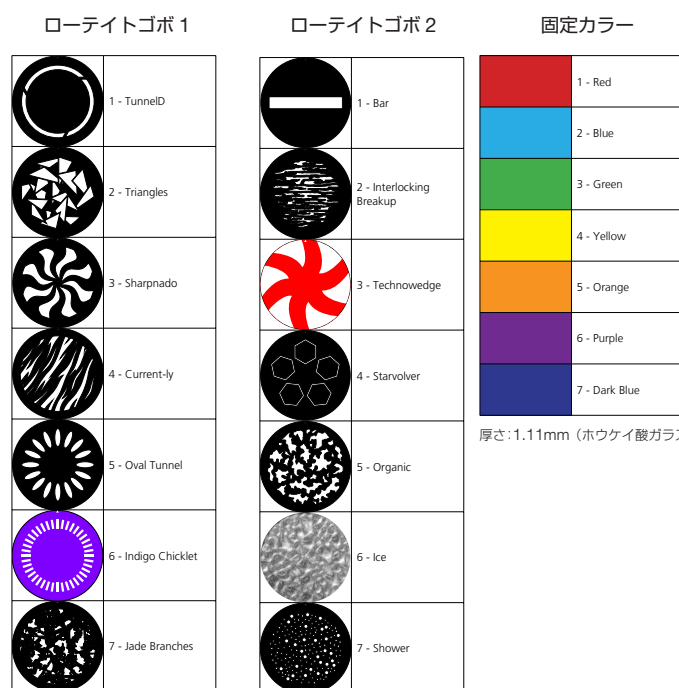 ローテイトゴボ 1
1 - TunnelD
2 - Triangles
3 - Sharpnado
4 - Current-ly
5 - Oval Tunnel
6 - Indigo Chicklet
7 - Jade Branches
ローテイトゴボ 2
1 - Bar
2 - Interlocking
Breakup
3 - Technowedge
4 - Starvolver
5 - Organic
6 - Ice
7 - Shower
固定カラー
1 - Red
2 - Blue
3 - Green
4 - Yellow
5 - Orange
6 - Purple
7 - Dark Blue
厚さ：1.11mm（ホウケイ酸ガラス